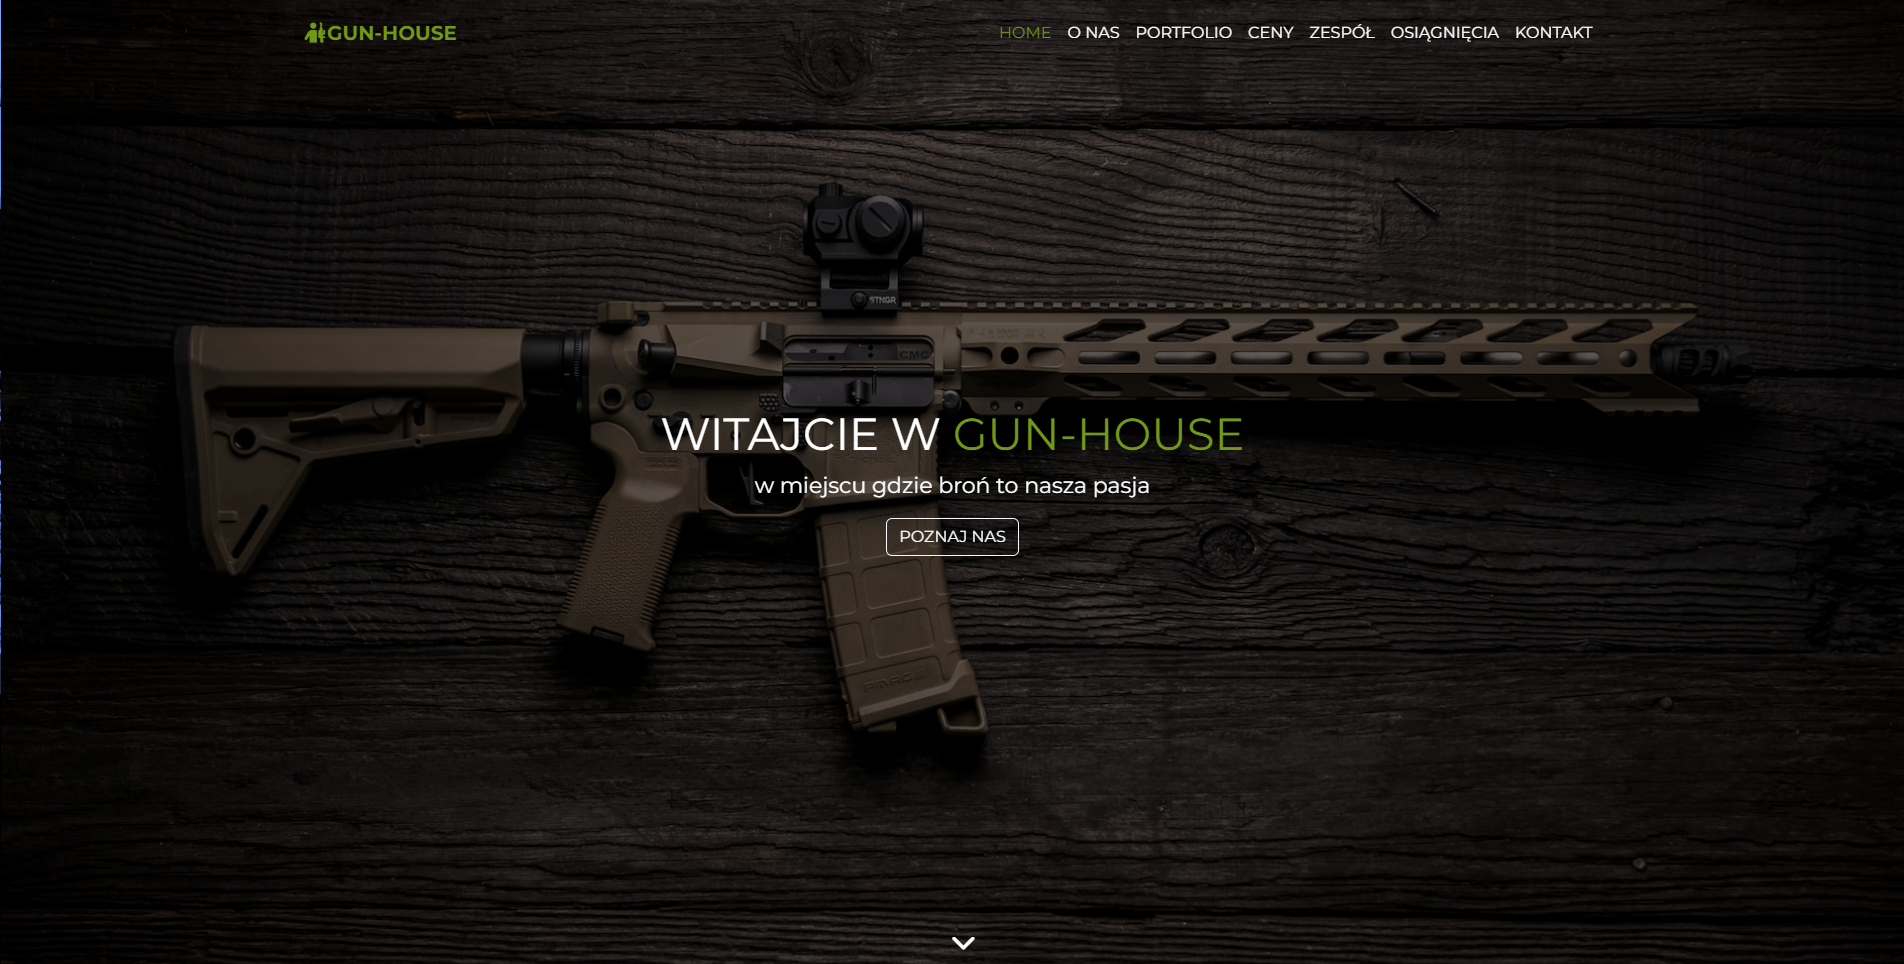 GUN-HOUSE
HOME O NAS PORTFOLIO CENY ZESPÓŁ OSIĄGNIĘCIA KONTAKT
STNGR
CMC
WITAJCIE W GUN-HOUSE
w miejscu gdzie broń to nasza pasja
POZNAJ NAS
PMAG